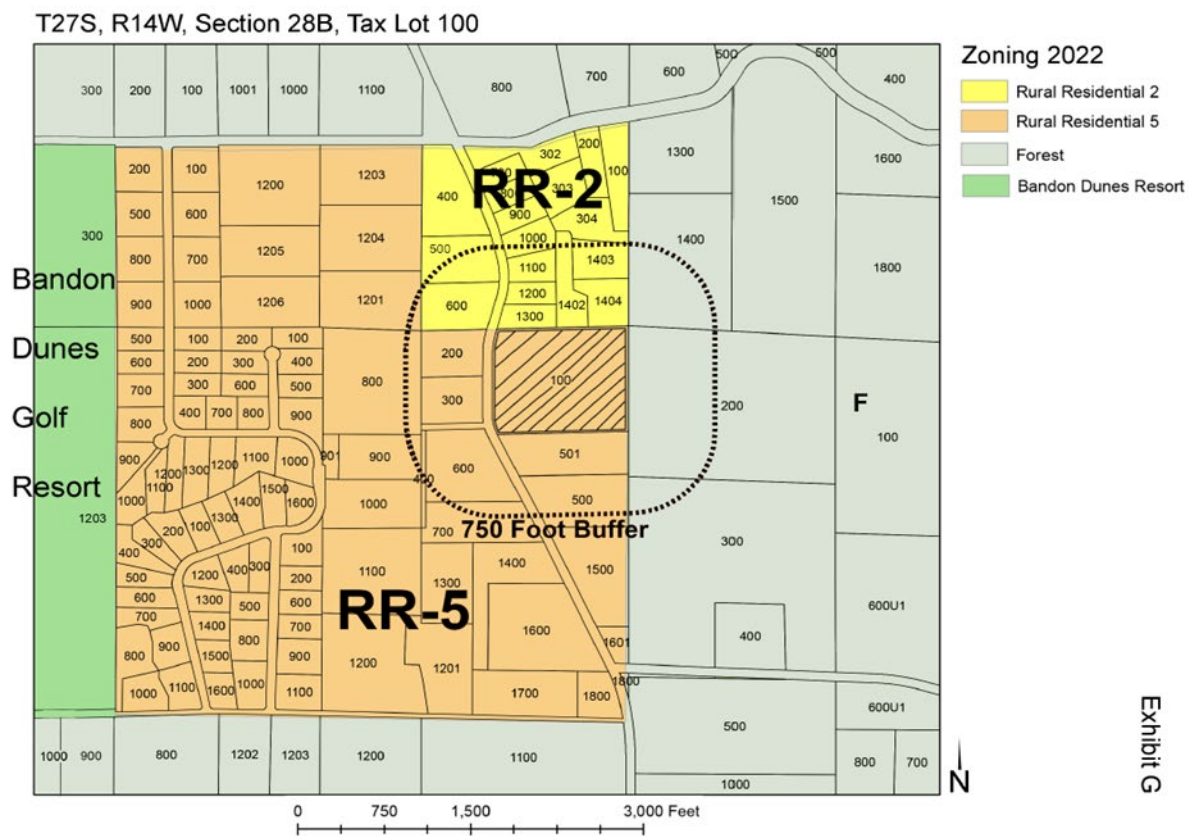 T27S, R14W, Section 28B, Tax Lot 100
Zoning 2022
Rural Residential 2
Rural Residential 5
Forest
Bandon Dunes Resort
300 200 100 1001 1000 1100 800 700 600 500 500 400
200 100 1200 1203 400 302 200 100 1300 1500 1600
RR-2
303
500 600 1204 900 304
300 800 700 1205 500 1000 1403 1400 1800
Bandon
1100
900 1000 1206 1201 600 1200 1402 1404
1300
500 100 200 100
Dunes
600 200 300 400 800 200 100 200 F 100
700 300 600 500 300
Golf
800 400 700 800 900
900 1200 1300 1200 1100 1000 901 900 600 501
1100
Resort
1000 1500 1400 1600 1000 500
1203
300 200 100 1300 700
750 Foot Buffer
400 100 1400 300
500 1200 400 300 200 1100 1300 1500
600 1300 500 600 600U1
RR-5
700 1400 800 700 1600 400
800 900 1500 900 1200 1201 1601
1000 1100 1600 1000 1100 1700 1800 1800
600U1
500
1000 900 800 1202 1203 1200 1100 800 700
1000
N
Exhibit G
0 750 1,500 3,000 Feet